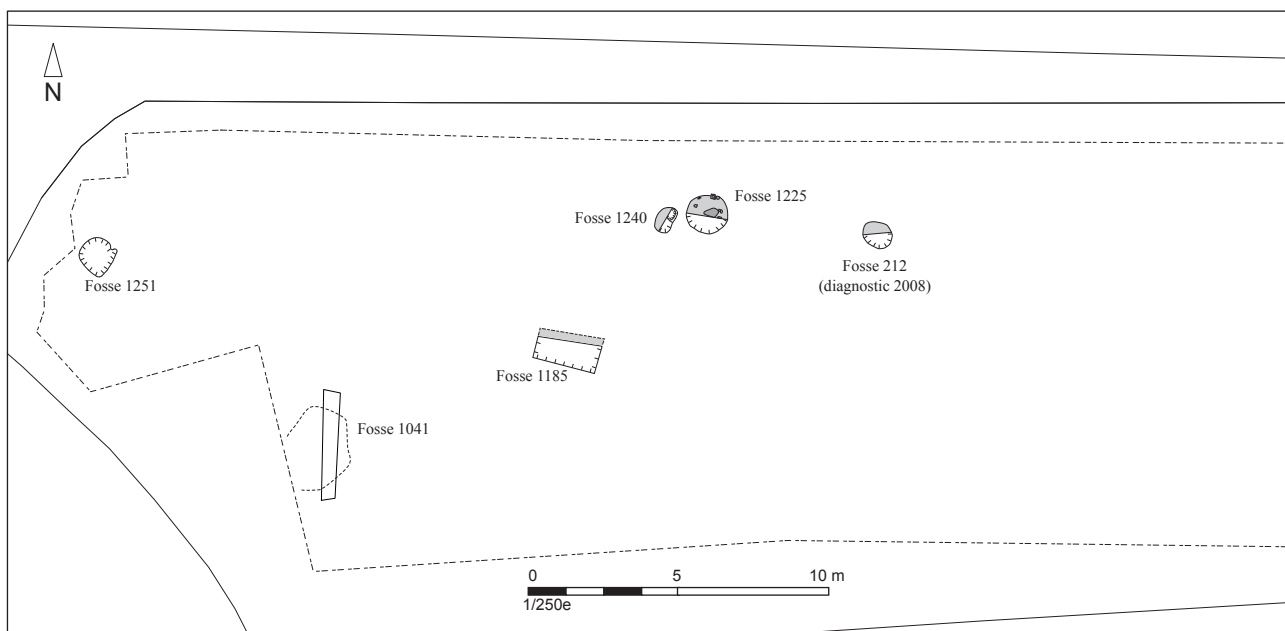 N
Fosse 1225
Fosse 1240
Fosse 212
(diagnostic 2008)
Fosse 1251
Fosse 1185
Fosse 1041
0 5 10 m
1/250e